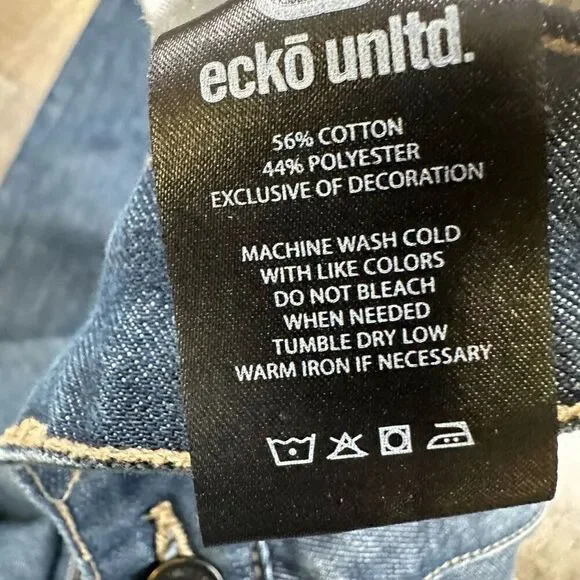 eckō unltd.
56% COTTON
44% POLYESTER
EXCLUSIVE OF DECORATION
MACHINE WASH COLD
WITH LIKE COLORS
DO NOT BLEACH
WHEN NEEDED
TUMBLE DRY LOW
WARM IRON IF NECESSARY